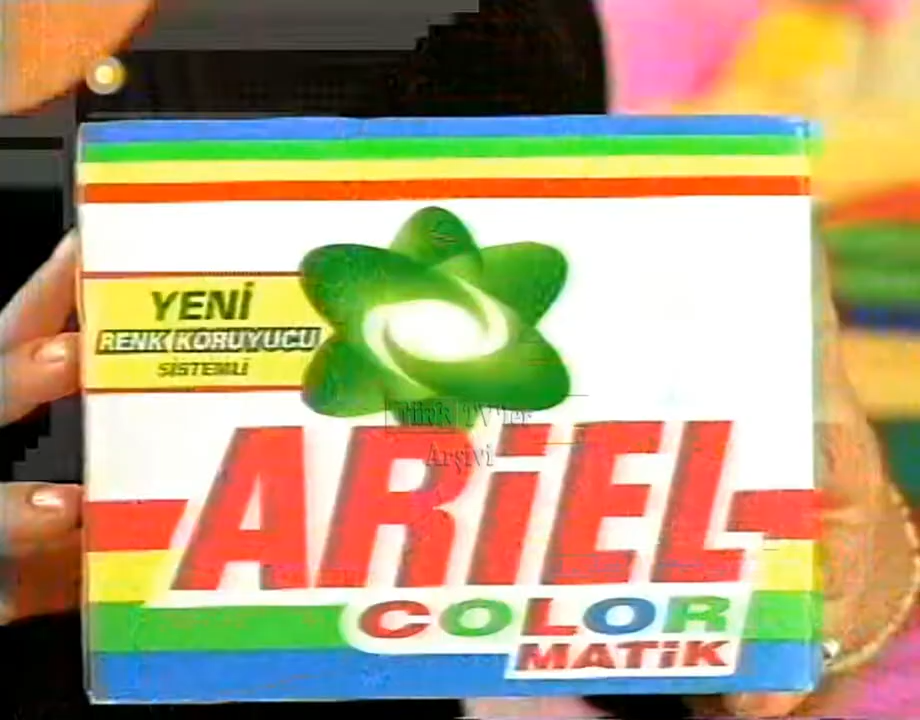 YENİ
RENK KORUYUCU
SİSTEMLİ
Türk TV'ler
Arşivi
ARiEL
COLOR
MATiK